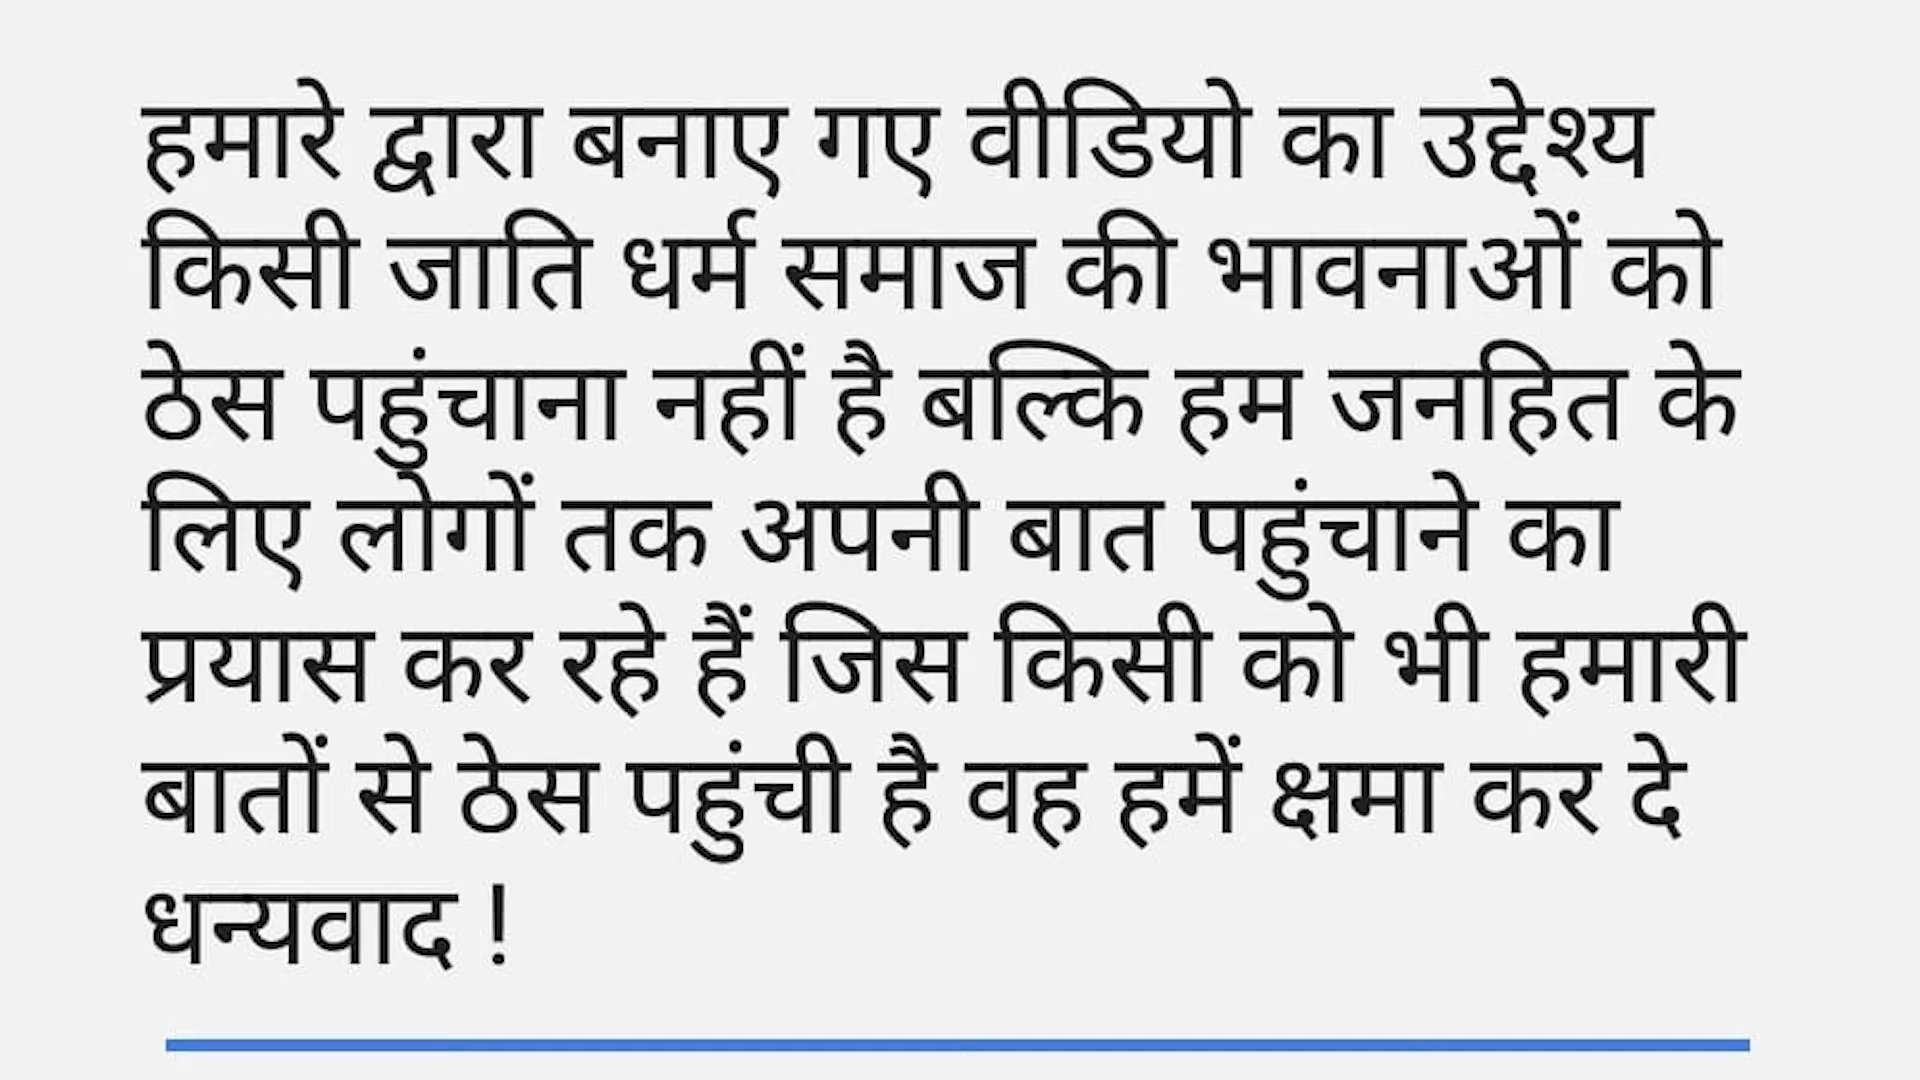 हमारे द्वारा बनाए गए वीडियो का उद्देश्य
किसी जाति धर्म समाज की भावनाओं को
ठेस पहुंचाना नहीं है बल्कि हम जनहित के
लिए लोगों तक अपनी बात पहुंचाने का
प्रयास कर रहे हैं जिस किसी को भी हमारी
बातों से ठेस पहुंची है वह हमें क्षमा कर दे
धन्यवाद !